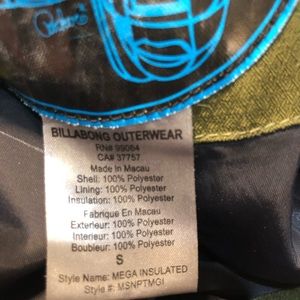 BILLABONG OUTERWEAR
RN# 99084
CA# 37757
Made in Macau
Shell: 100% Polyester
Lining: 100% Polyester
Insulation: 100% Polyester
Fabrique En Macau
Exterieur: 100% Polyester
Interieur: 100% Polyester
Boubleur: 100% Polyester
S
Style Name: MEGA INSULATED
Style #: MSNPTMGI